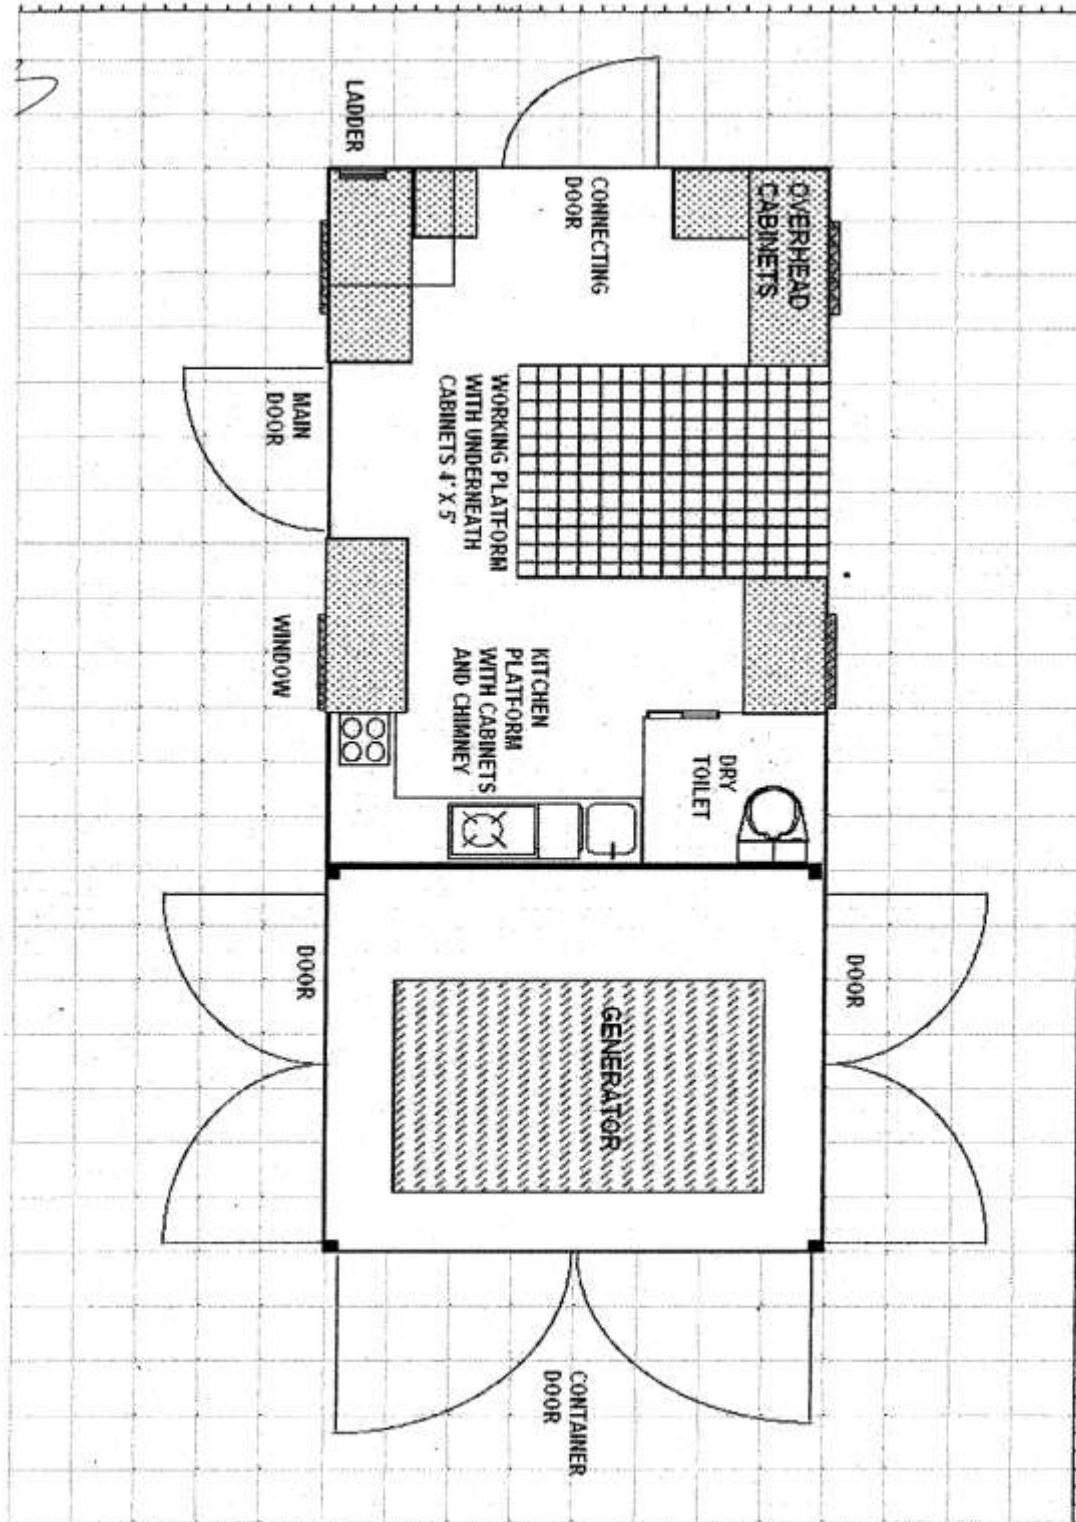 LADDER
CONNECTING
DOOR
OVERHEAD
CABINETS
MAIN
DOOR
WORKING PLATFORM
WITH UNDERNEATH
CABINETS 4' X 5'
WINDOW
KITCHEN
PLATFORM
WITH CABINETS
AND CHIMNEY
DRY
TOILET
DOOR
DOOR
GENERATOR
CONTAINER
DOOR